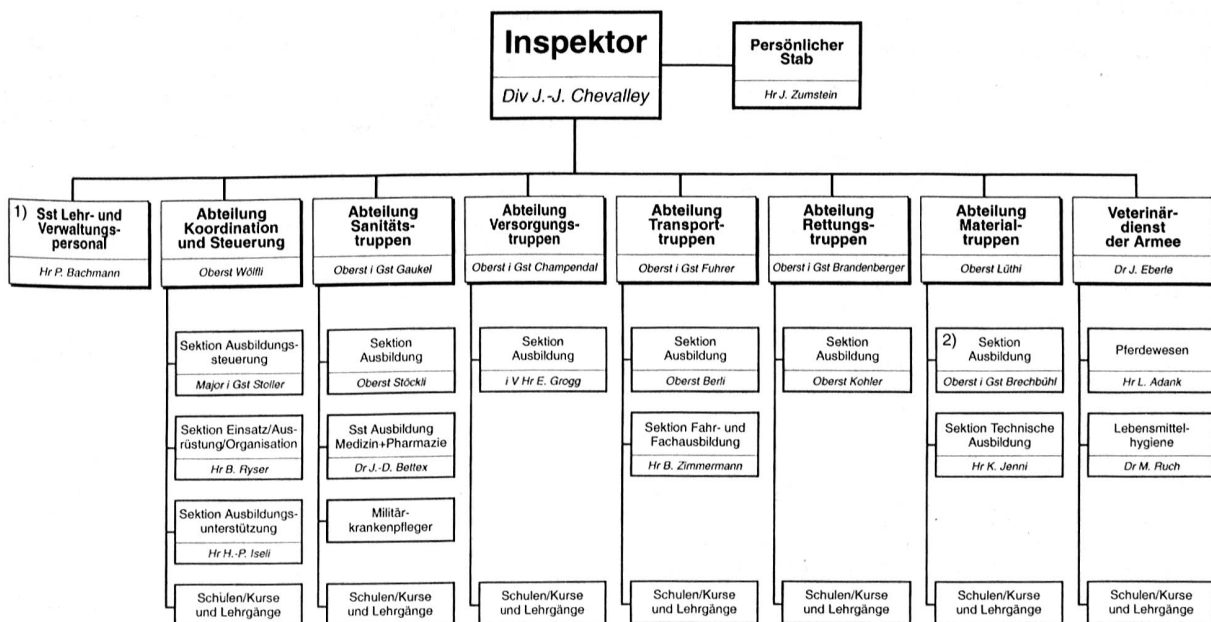 Inspektor
Div J.-J. Chevalley
Persönlicher
Stab
Hr J. Zumstein
1) Sst Lehr- und
Verwaltungs-
personal
Hr P. Bachmann
Abteilung
Koordination
und Steuerung
Oberst Wölfli
Abteilung
Sanitäts-
truppen
Oberst i Gst Gaukel
Abteilung
Versorgungs-
truppen
Oberst i Gst Champendal
Abteilung
Transport-
truppen
Oberst i Gst Fuhrer
Abteilung
Rettungs-
truppen
Oberst i Gst Brandenberger
Abteilung
Material-
truppen
Oberst Lüthi
Veterinär-
dienst
der Armee
Dr J. Eberle
Sektion Ausbildungs-
steuerung
Major i Gst Stoller
Sektion Einsatz/Aus-
rüstung/Organisation
Hr B. Ryser
Sektion Ausbildungs-
unterstützung
Hr H.-P. Iseli
Schulen/Kurse
und Lehrgänge
Sektion
Ausbildung
Oberst Stöckli
Sst Ausbildung
Medizin+Pharmazie
Dr J.-D. Bettex
Militär-
krankenpfleger
Schulen/Kurse
und Lehrgänge
Sektion
Ausbildung
i V Hr E. Grogg
Schulen/Kurse
und Lehrgänge
Sektion
Ausbildung
Oberst Berli
Sektion Fahr- und
Fachausbildung
Hr B. Zimmermann
Schulen/Kurse
und Lehrgänge
Sektion
Ausbildung
Oberst Kohler
Schulen/Kurse
und Lehrgänge
2) Sektion
Ausbildung
Oberst i Gst Brechbühl
Sektion Technische
Ausbildung
Hr K. Jenni
Schulen/Kurse
und Lehrgänge
Pferdewesen
Hr L. Adank
Lebensmittel-
hygiene
Dr M. Ruch
Schulen/Kurse
und Lehrgänge